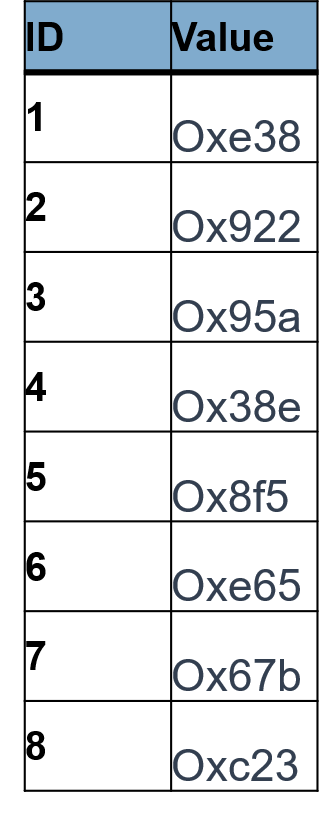 ID Value
1 Oxe38
2 Ox922
3 Ox95a
4 Ox38e
5 Ox8f5
6 Oxe65
7 Ox67b
8 Oxc23